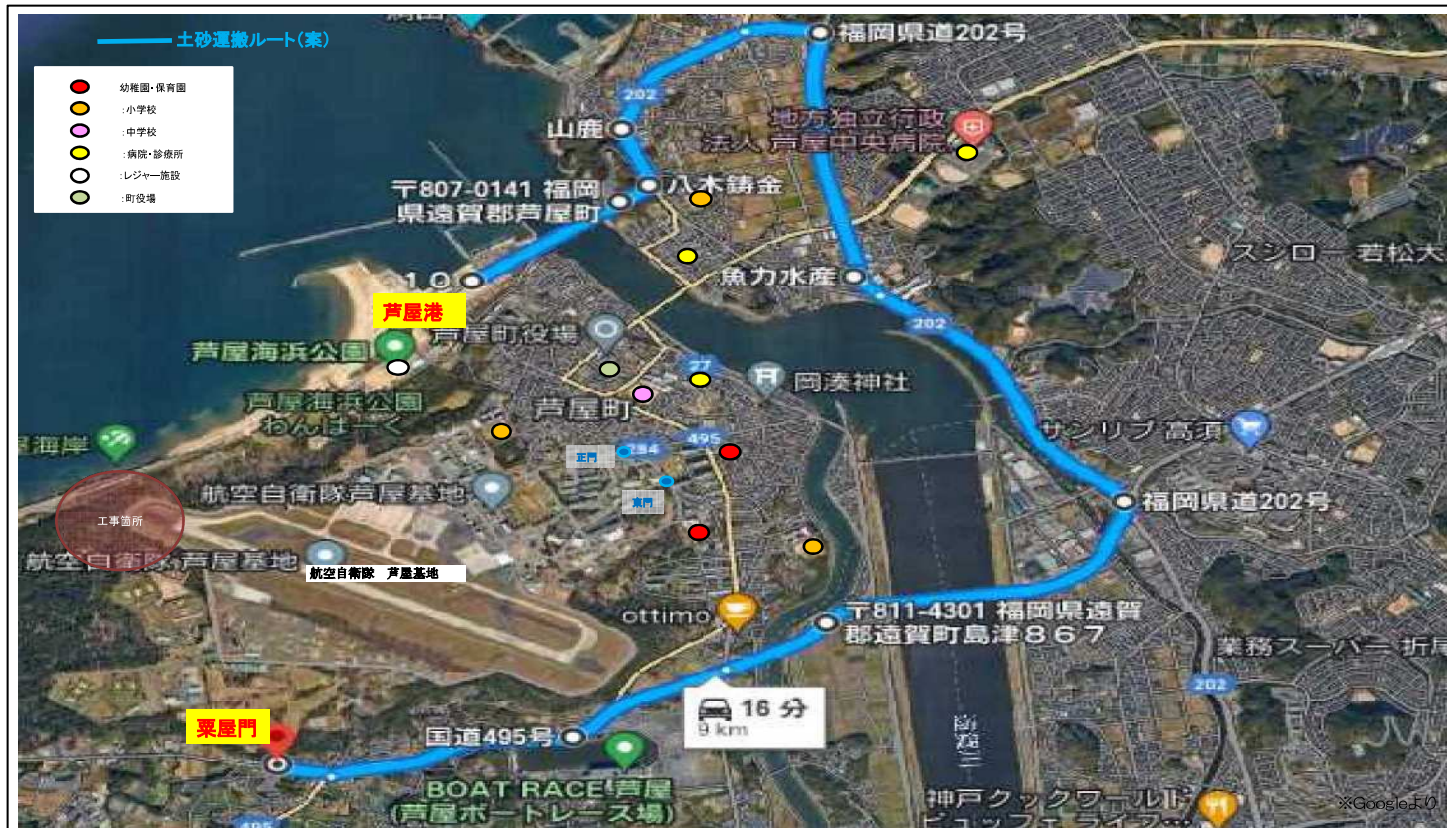 土砂運搬ルート(案)
幼稚園・保育園
:小学校
:中学校
:病院・診療所
:レジャー施設
:町役場
福岡県道202号
202
山鹿
地方独立行政
法人 芦屋中央病院
八木鋳金
〒807-0141 福岡
県遠賀郡芦屋町
スンロー 若松大
魚力水産
10
芦屋港
芦屋町役場
202
芦屋海浜公園
27
岡湊神社
芦屋海浜公園
わんぱーく
芦屋町
サンリブ 高須
495
284
正門
東門
航空自衛隊芦屋基地
福岡県道202号
工事箇所
航空自衛隊 芦屋基地
航空自衛隊 芦屋基地
ottimo
〒811-4301 福岡県遠賀
郡遠賀町島津867
業務スーパー 折尾
202
16 分
9 km
粟屋門
国道495号
BOAT RACE 芦屋
(芦屋ボートレース場)
神戸クックワールド
ビュッフェ
495
※Googleより